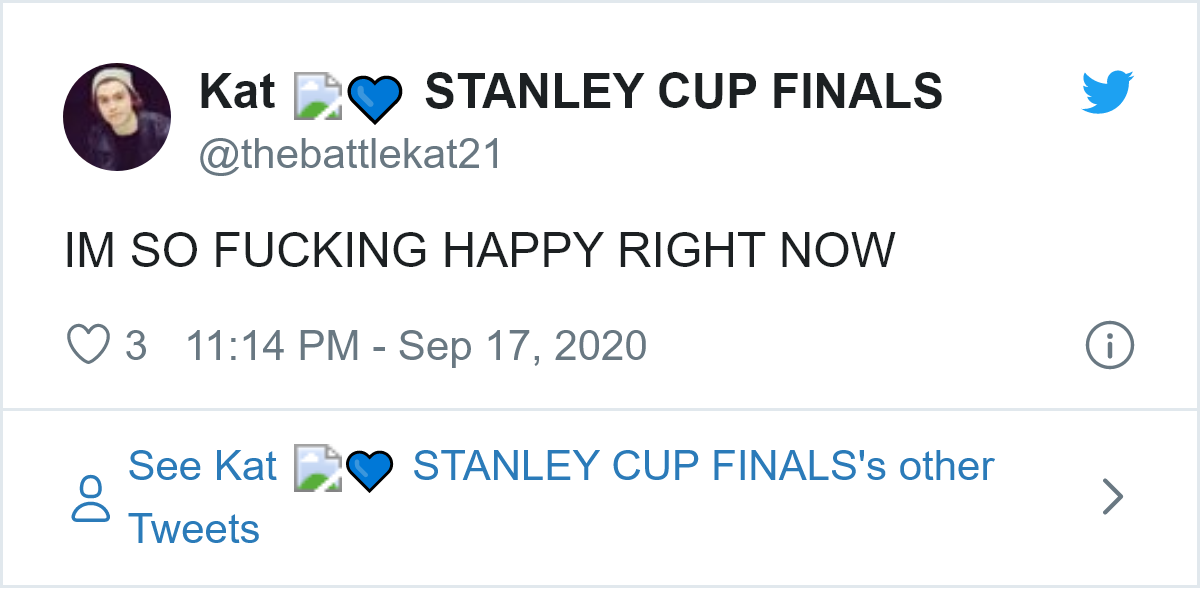 Kat 💙 STANLEY CUP FINALS
@thebattlekat21
IM SO FUCKING HAPPY RIGHT NOW
3 11:14 PM - Sep 17, 2020
See Kat 💙 STANLEY CUP FINALS's other
Tweets